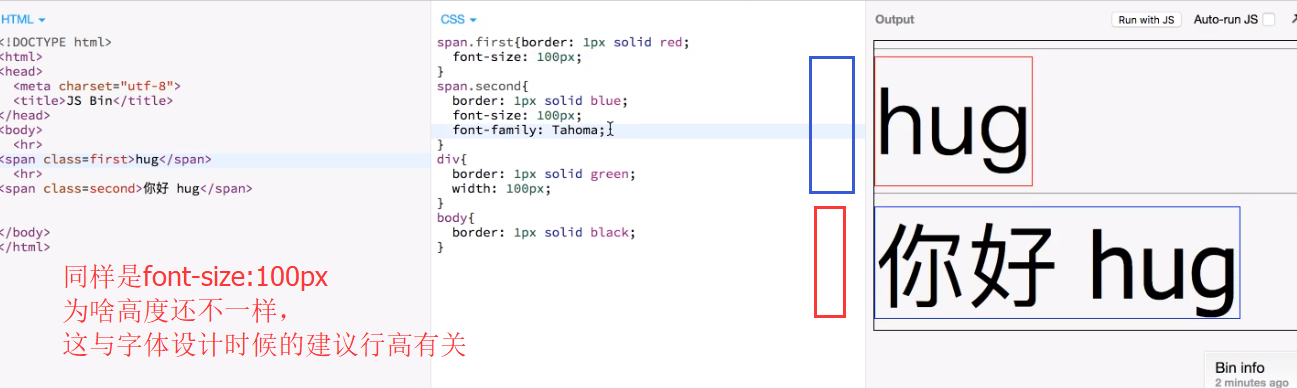 HTML
<!DOCTYPE html>
<html>
<head>
<meta charset="utf-8">
<title>JS Bin</title>
</head>
<body>
<hr>
<span class=first>hug</span>
<hr>
<span class=second>你好 hug</span>
</body>
</html>
CSS
span.first{border: 1px solid red;
font-size: 100px;
}
span.second{
border: 1px solid blue;
font-size: 100px;
font-family: Tahoma;
}
div{
border: 1px solid green;
width: 100px;
}
body{
border: 1px solid black;
}
Output
Run with JS
Auto-run JS
hug
你好 hug
同样是font-size:100px
为啥高度还不一样,
这与字体设计时候的建议行高有关
Bin info
2 minutes ago